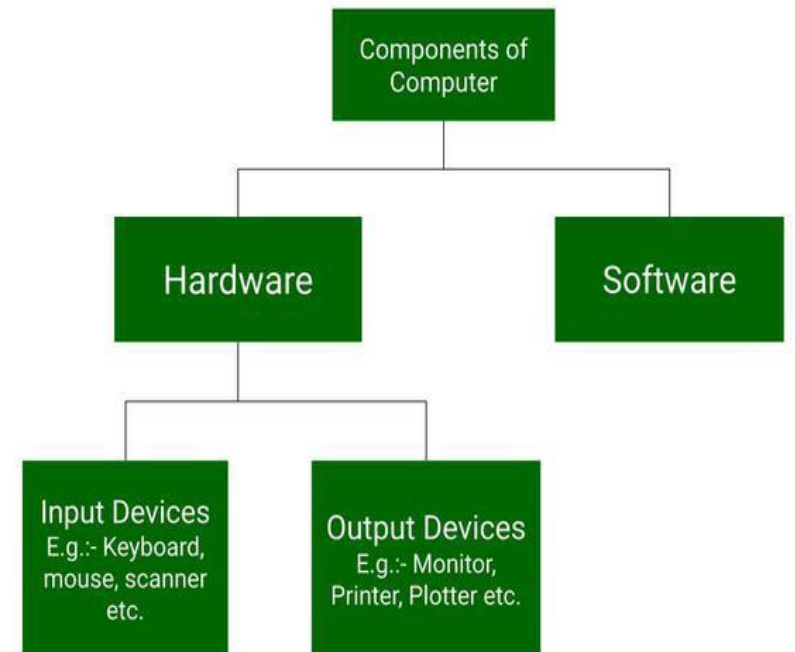 Components of
Computer
Hardware
Software
Input Devices
E.g.:- Keyboard,
mouse, scanner
etc.
Output Devices
E.g.:- Monitor,
Printer, Plotter etc.